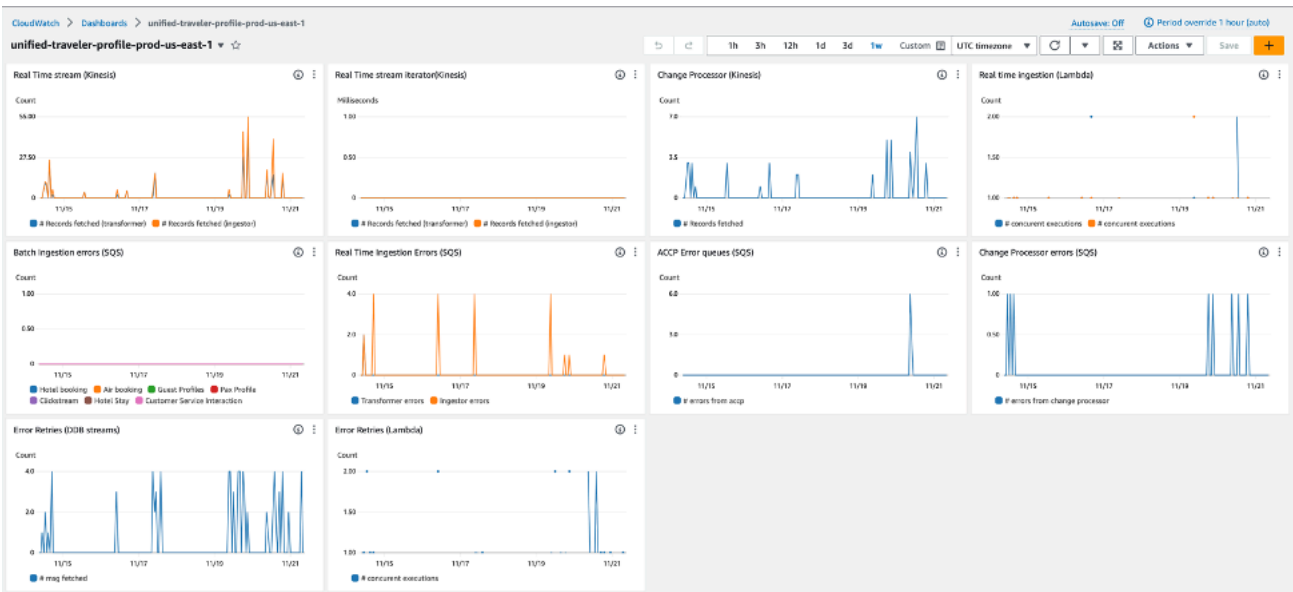 CloudWatch > Dashboards > unified-traveler-profile-prod-us-east-1
Autosave: Off Period override 1 hour (auto)
unified-traveler-profile-prod-us-east-1
1h 3h 12h 1d 3d 1w Custom UTC timezone Actions Save +
Real Time stream (Kinesis)
Count
55.00
27.50
0
11/15 11/17 11/19 11/21
# Records fetched (transformer) # Records fetched (ingestor)
Real Time stream iterator(Kinesis)
Milliseconds
1.00
0.50
0
11/15 11/17 11/19 11/21
# Records fetched (transformer) # Records fetched (ingestor)
Change Processor (Kinesis)
Count
7.0
3.5
0
11/15 11/17 11/19 11/21
# Records fetched
Real time ingestion (Lambda)
Count
2.00
1.50
1.00
11/15 11/17 11/19 11/21
# concurent executions # concurent executions
Batch Ingestion errors (SQS)
Count
1.00
0.50
0
11/15 11/17 11/19 11/21
Hotel booking Air booking Guest Profiles Pax Profile
Clickstream Hotel Stay Customer Service Interaction
Real Time Ingestion Errors (SQS)
Count
4.0
2.0
0
11/15 11/17 11/19 11/21
Transformer errors Ingestor errors
ACCP Error queues (SQS)
Count
6.0
3.0
0
11/15 11/17 11/19 11/21
# errors from accp
Change Processor errors (SQS)
Count
1.00
0.50
0
11/15 11/17 11/19 11/21
# errors from change processor
Error Retries (DDB streams)
Count
4.0
2.0
0
11/15 11/17 11/19 11/21
# msg fetched
Error Retries (Lambda)
Count
2.00
1.50
1.00
11/15 11/17 11/19 11/21
# concurent executions